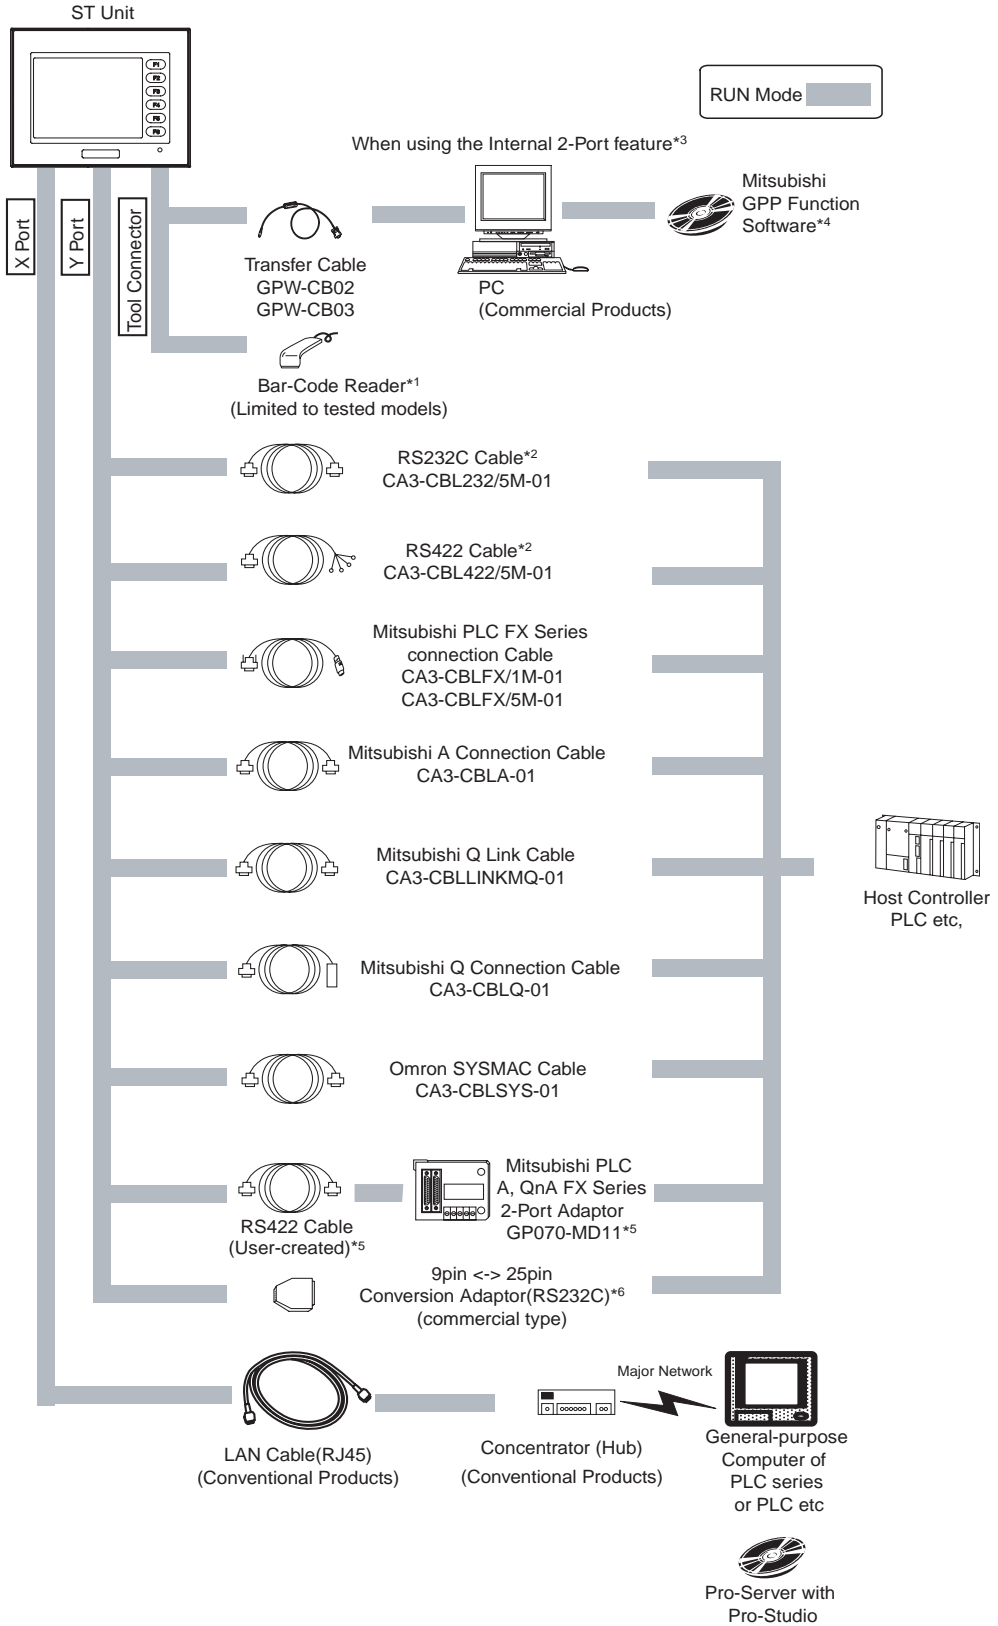 ST Unit
F1
F2
F3
F4
F5
F6
RUN Mode
When using the Internal 2-Port feature*3
X Port
Y Port
Tool Connector
Mitsubishi
GPP Function
Software*4
Transfer Cable
GPW-CB02
GPW-CB03
PC
(Commercial Products)
Bar-Code Reader*1
(Limited to tested models)
RS232C Cable*2
CA3-CBL232/5M-01
RS422 Cable*2
CA3-CBL422/5M-01
Mitsubishi PLC FX Series
connection Cable
CA3-CBLFX/1M-01
CA3-CBLFX/5M-01
Mitsubishi A Connection Cable
CA3-CBLA-01
Mitsubishi Q Link Cable
CA3-CBLLINKMQ-01
Host Controller
PLC etc,
Mitsubishi Q Connection Cable
CA3-CBLQ-01
Omron SYSMAC Cable
CA3-CBLSYS-01
RS422 Cable
(User-created)*5
Mitsubishi PLC
A, QnA FX Series
2-Port Adaptor
GP070-MD11*5
9pin <-> 25pin
Conversion Adaptor(RS232C)*6
(commercial type)
LAN Cable(RJ45)
(Conventional Products)
Concentrator (Hub)
(Conventional Products)
Major Network
General-purpose
Computer of
PLC series
or PLC etc
Pro-Server with
Pro-Studio